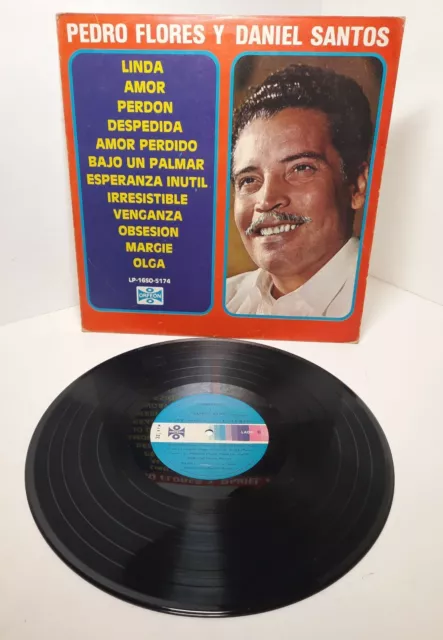 PEDRO FLORES Y DANIEL SANTOS
LINDA
AMOR
PERDON
DESPEDIDA
AMOR PERDIDO
BAJO UN PALMAR
ESPERANZA INUTIL
IRRESISTIBLE
VENGANZA
OBSESION
MARGIE
OLGA
LP-1650-5174
ORFEON